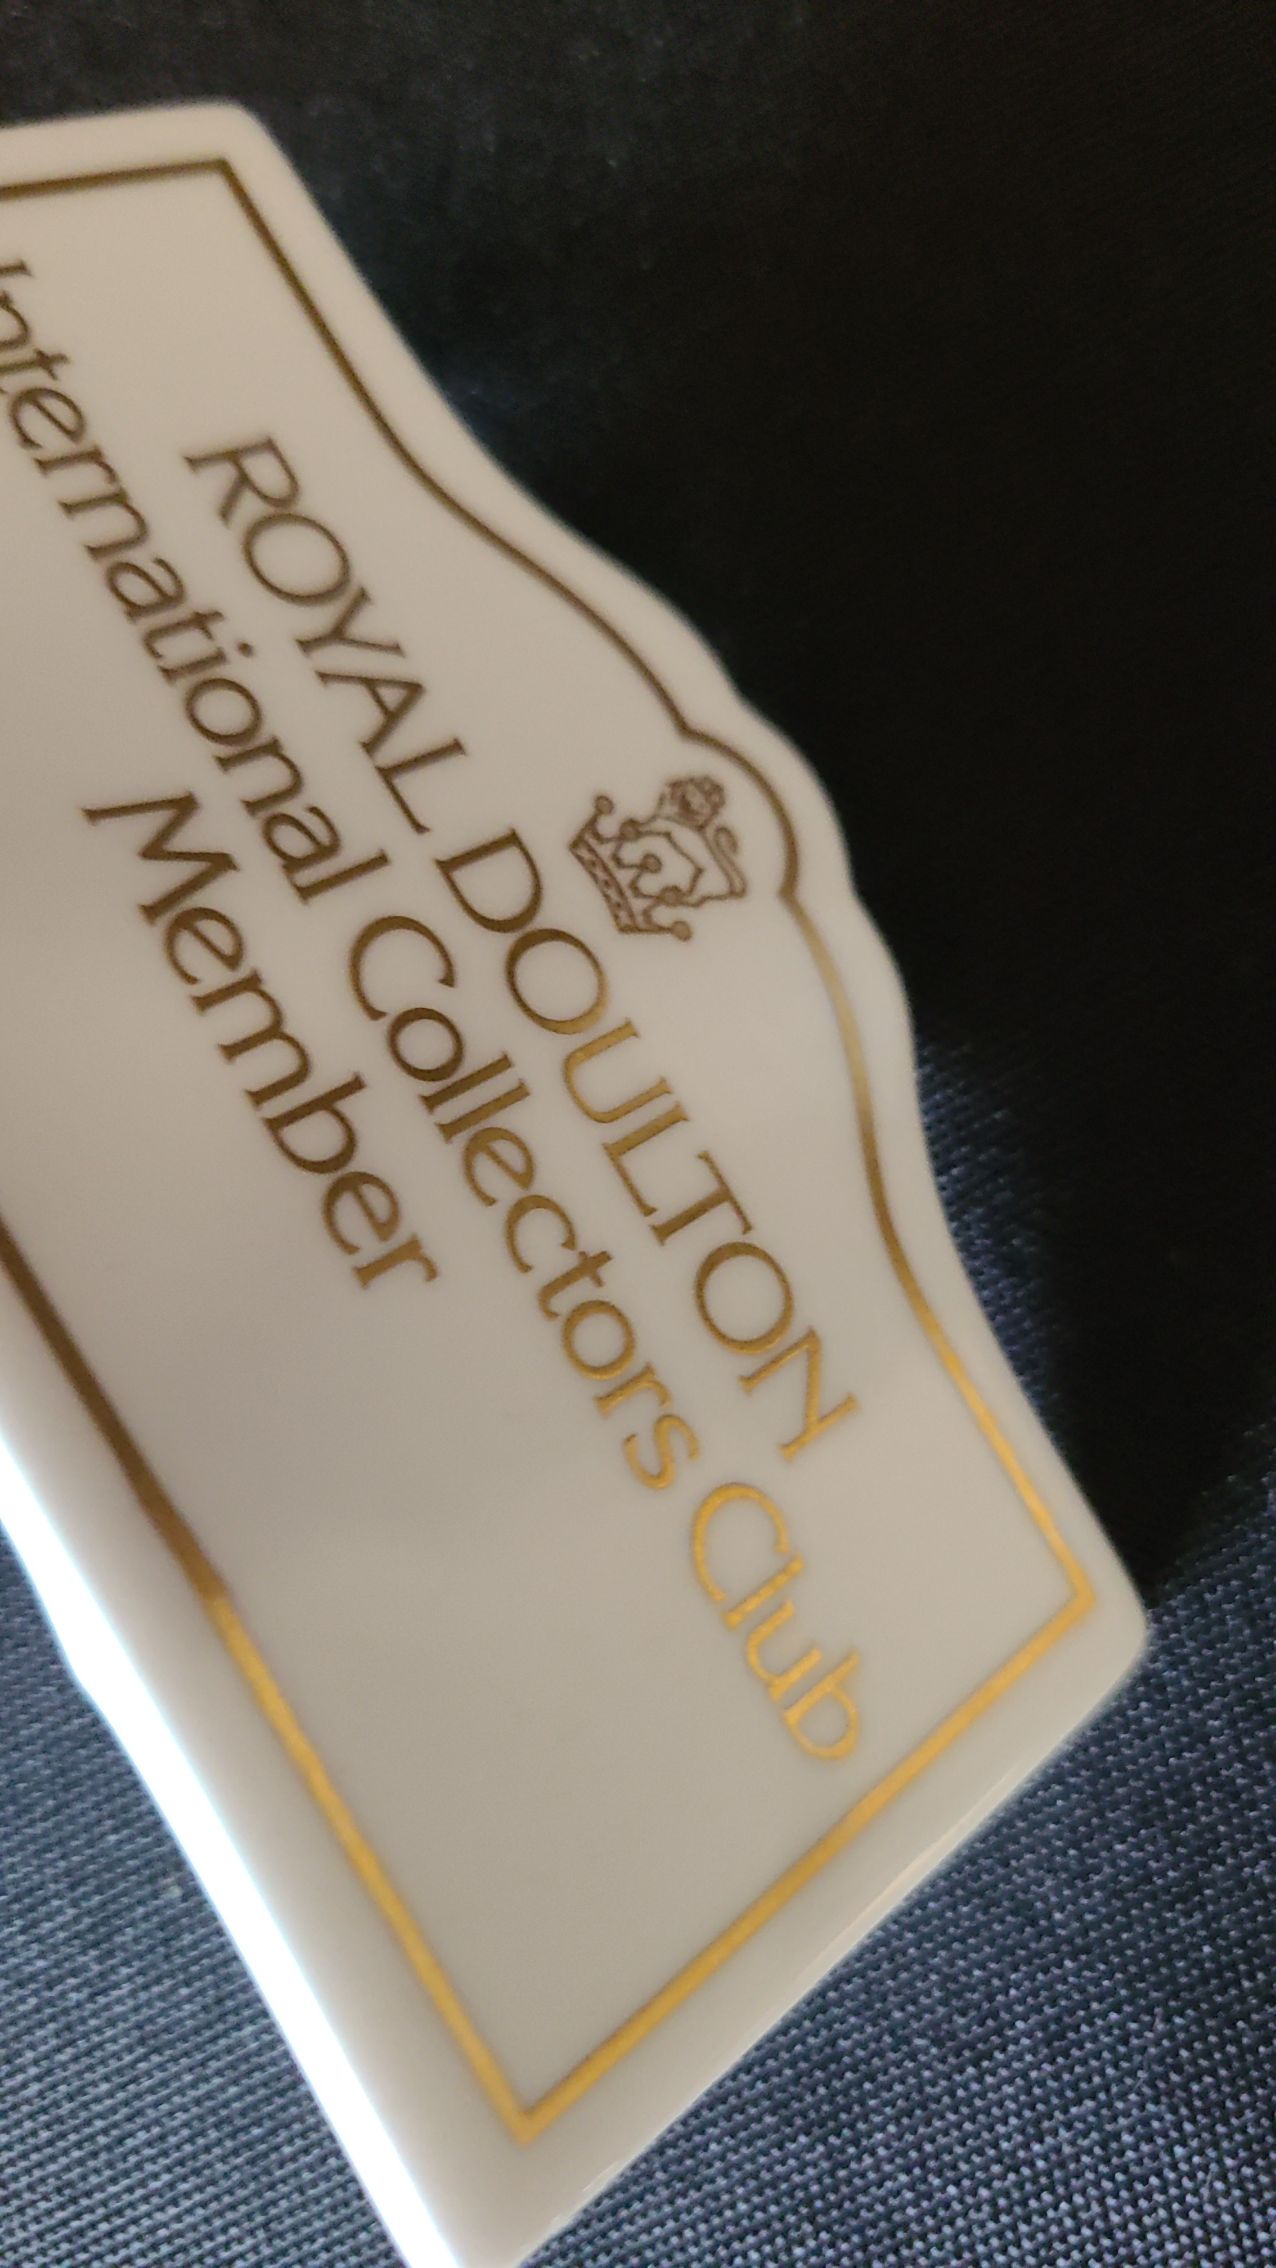 ROYAL DOULTON
International Collectors Club
Member